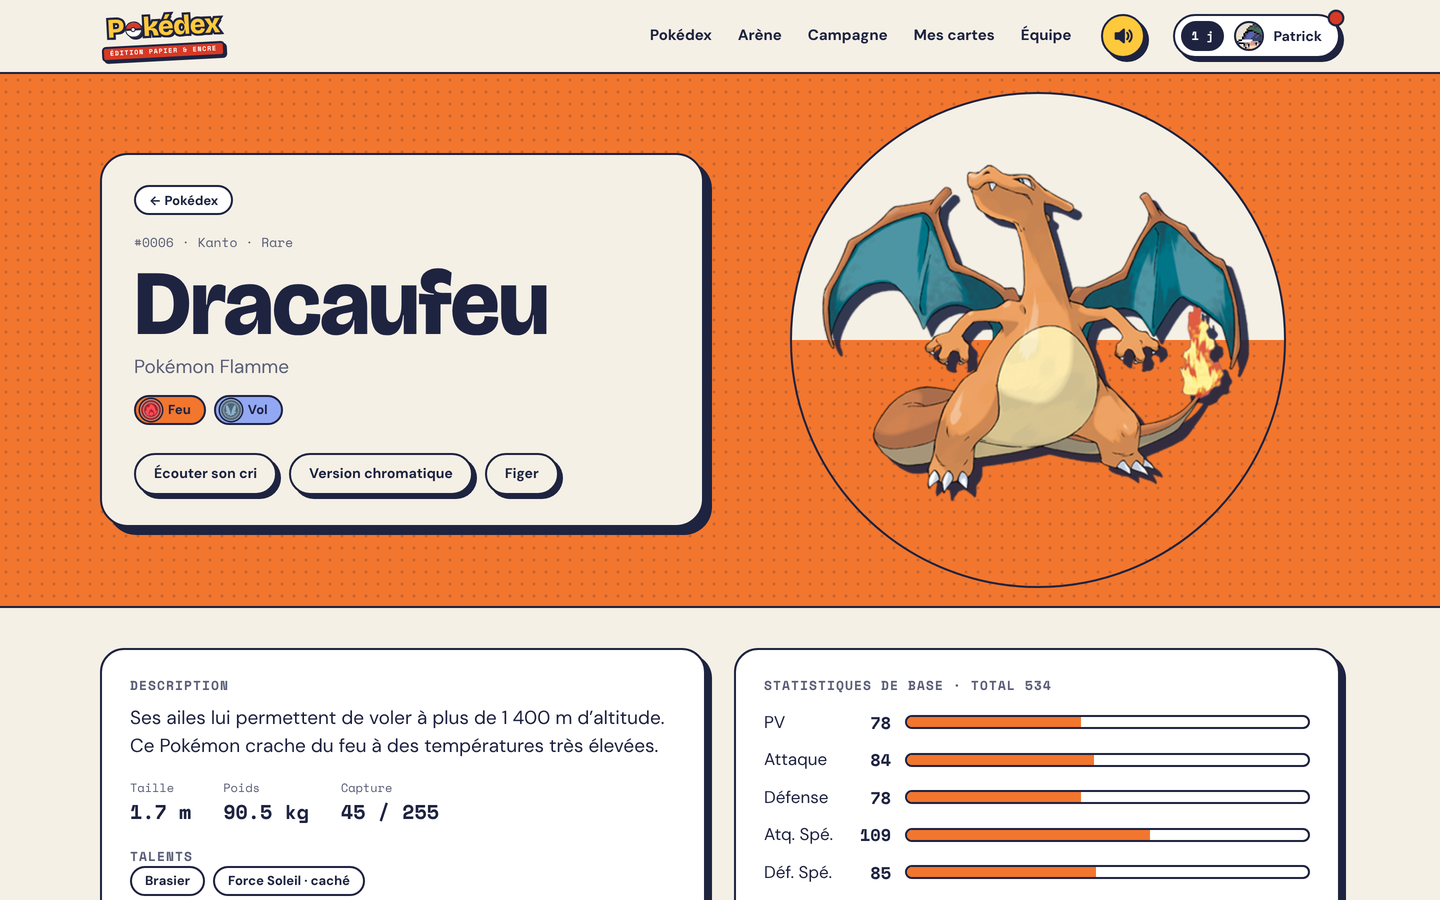 Pokédex
ÉDITION PAPIER & ENCRE
Pokédex
Arène
Campagne
Mes cartes
Équipe
1 j
Patrick
← Pokédex
#0006 · Kanto · Rare
Dracaufeu
Pokémon Flamme
Feu
Vol
Écouter son cri
Version chromatique
Figer
DESCRIPTION
Ses ailes lui permettent de voler à plus de 1 400 m d’altitude.
Ce Pokémon crache du feu à des températures très élevées.
Taille
Poids
Capture
1.7 m
90.5 kg
45 / 255
TALENTS
Brasier
Force Soleil · caché
STATISTIQUES DE BASE · TOTAL 534
PV 78
Attaque 84
Défense 78
Atq. Spé. 109
Déf. Spé. 85